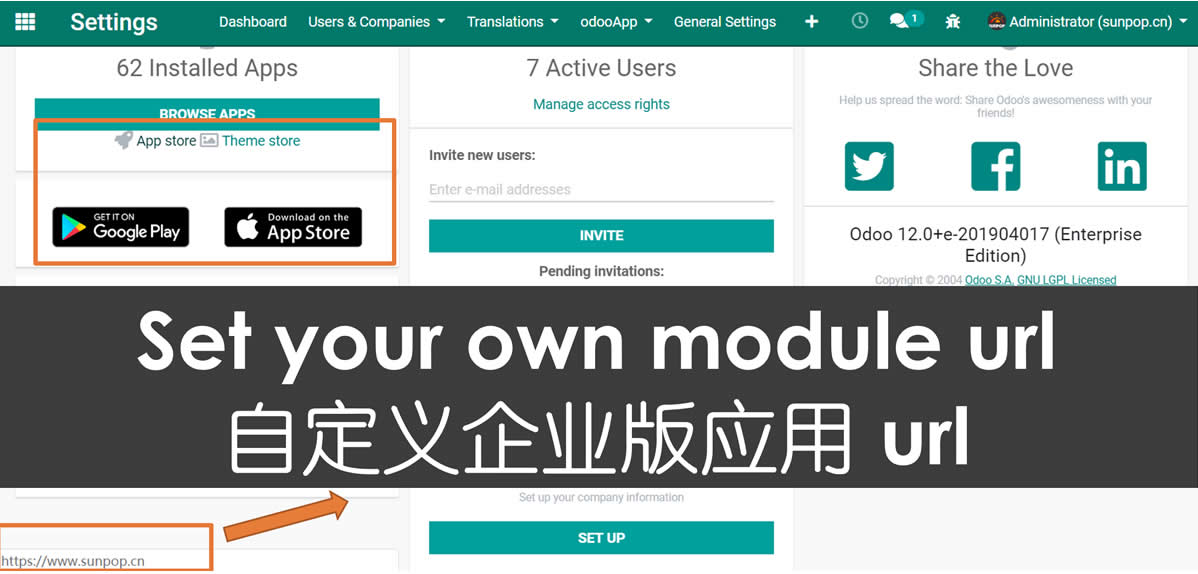 Settings
Dashboard
Users & Companies
Translations
odooApp
General Settings
1
Administrator (sunpop.cn)
62 Installed Apps
BROWSE APPS
App store
Theme store
GET IT ON
Google Play
Download on the
App Store
7 Active Users
Manage access rights
Invite new users:
Enter e-mail addresses
INVITE
Pending invitations:
Share the Love
Help us spread the word: Share Odoo's awesomeness with your
friends!
Odoo 12.0+e-201904017 (Enterprise
Edition)
Copyright © 2004 Odoo S.A. GNU LGPL Licensed
Set your own module url
自定义企业版应用 url
Set up your company information
SET UP
https://www.sunpop.cn